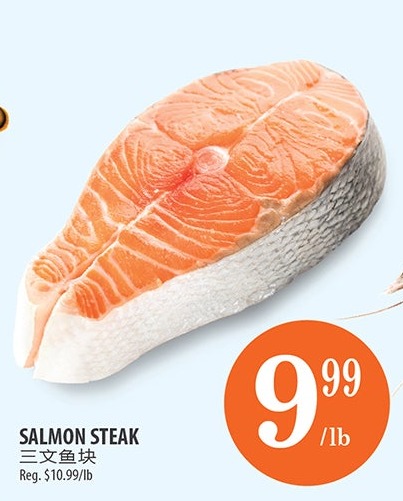 SALMON STEAK
三文鱼块
Reg. $10.99/lb
9.99
/lb